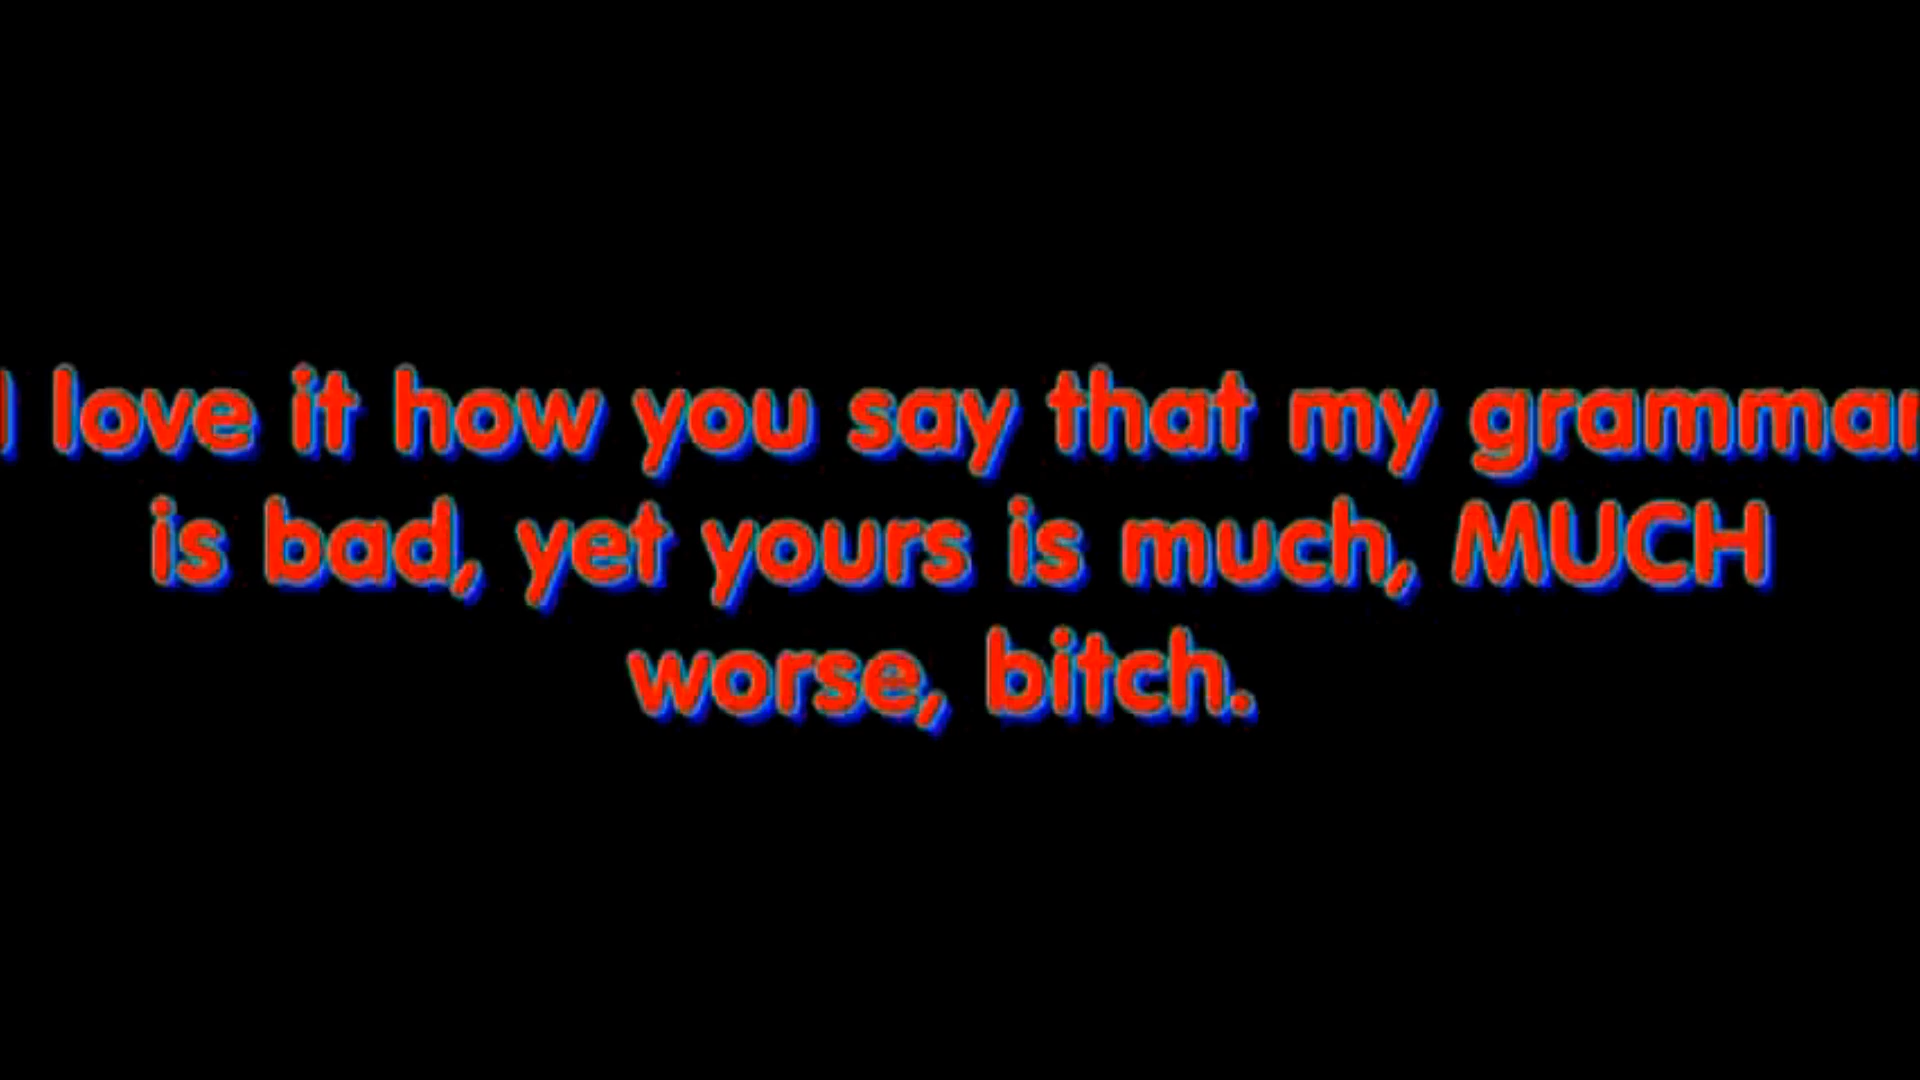 I love it how you say that my grammar
is bad, yet yours is much, MUCH
worse, bitch.